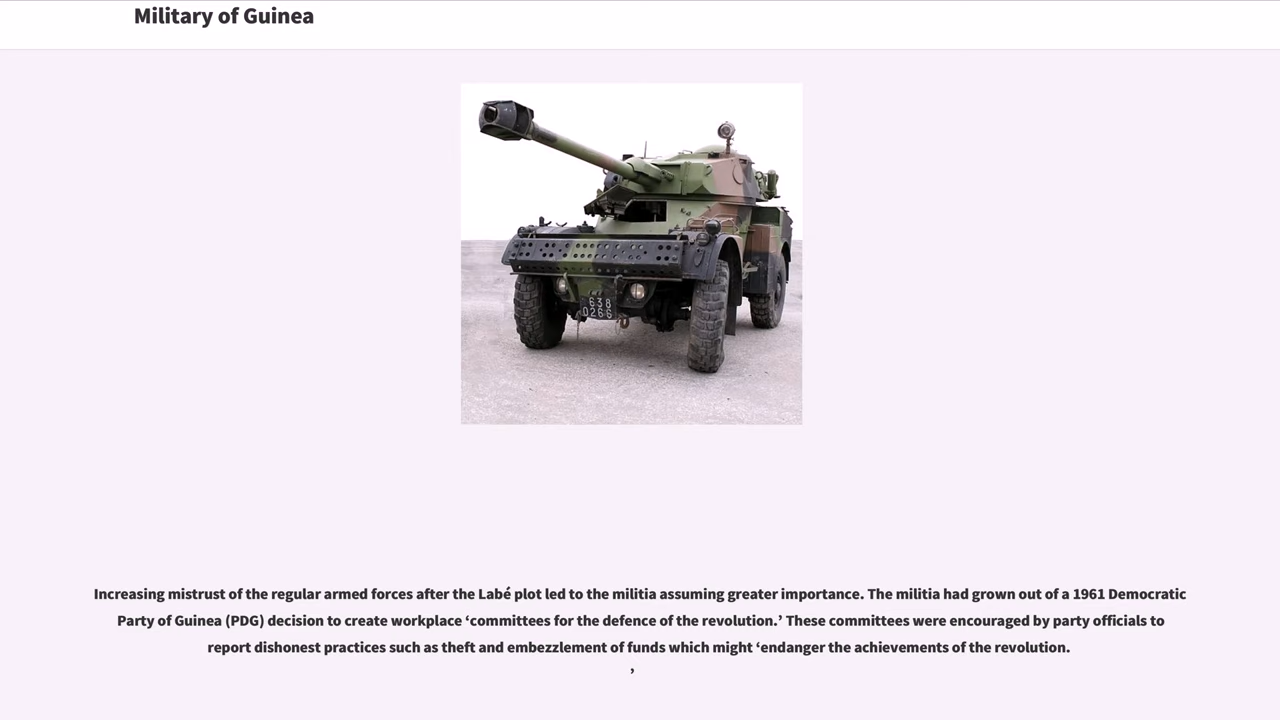 Military of Guinea
638
0266
Increasing mistrust of the regular armed forces after the Labé plot led to the militia assuming greater importance. The militia had grown out of a 1961 Democratic
Party of Guinea (PDG) decision to create workplace ‘committees for the defence of the revolution.’ These committees were encouraged by party officials to
report dishonest practices such as theft and embezzlement of funds which might ‘endanger the achievements of the revolution.
’